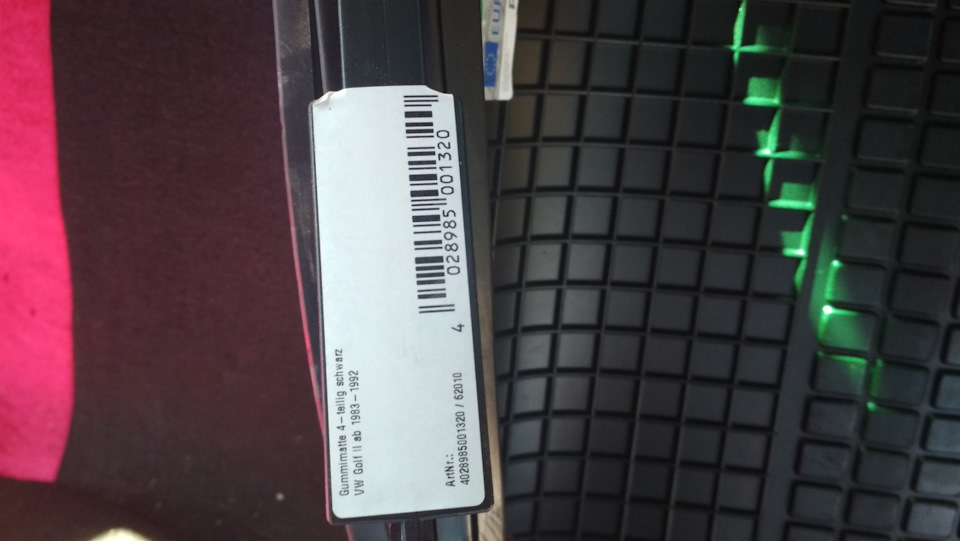 Gummimatte 4-teilig schwarz
VW Golf II ab 1983-1992
ArtNr.:
4028985001320 / 62010
4 028985 001320